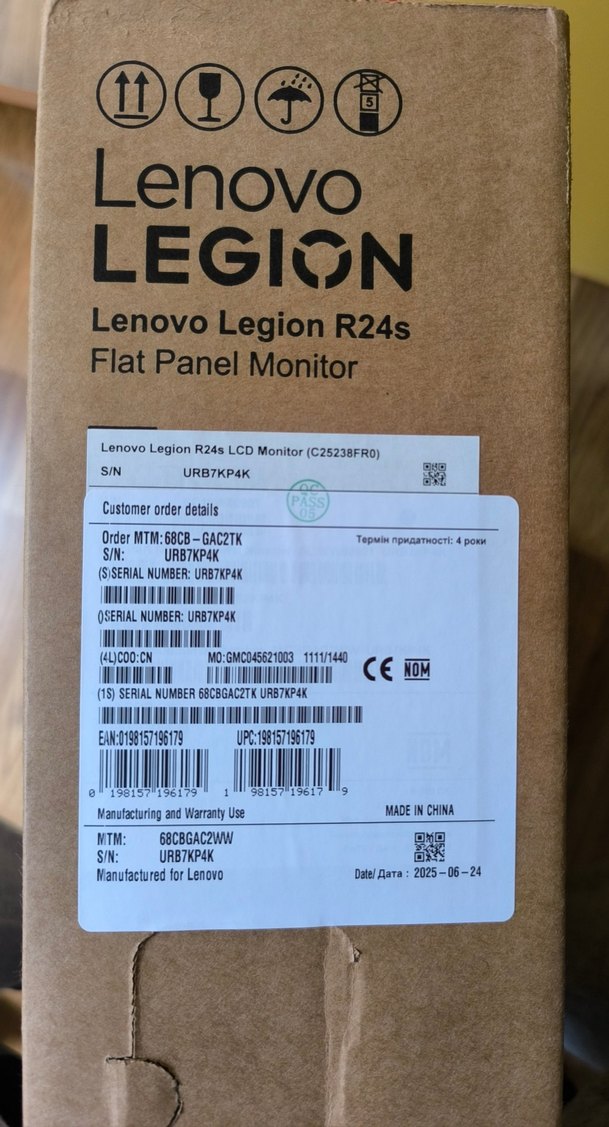 5
Lenovo
LEGION
Lenovo Legion R24s
Flat Panel Monitor
Lenovo Legion R24s LCD Monitor (C25238FR0)
S/N URB7KP4K
QC
PASS
05
Customer order details
Order MTM: 68CB-GAC2TK Термін придатності: 4 роки
S/N: URB7KP4K
(S)SERIAL NUMBER: URB7KP4K
()SERIAL NUMBER: URB7KP4K
(4L)COO:CN MO:GMC045621003 1111/1440
CE NOM
(1S) SERIAL NUMBER 68CBGAC2TK URB7KP4K
EAN:0198157196179 UPC:198157196179
0 198157 196179 1 98157 19617 9
Manufacturing and Warranty Use MADE IN CHINA
MTM: 68CBGAC2WW
S/N: URB7KP4K
Manufactured for Lenovo Date/Дата : 2025-06-24